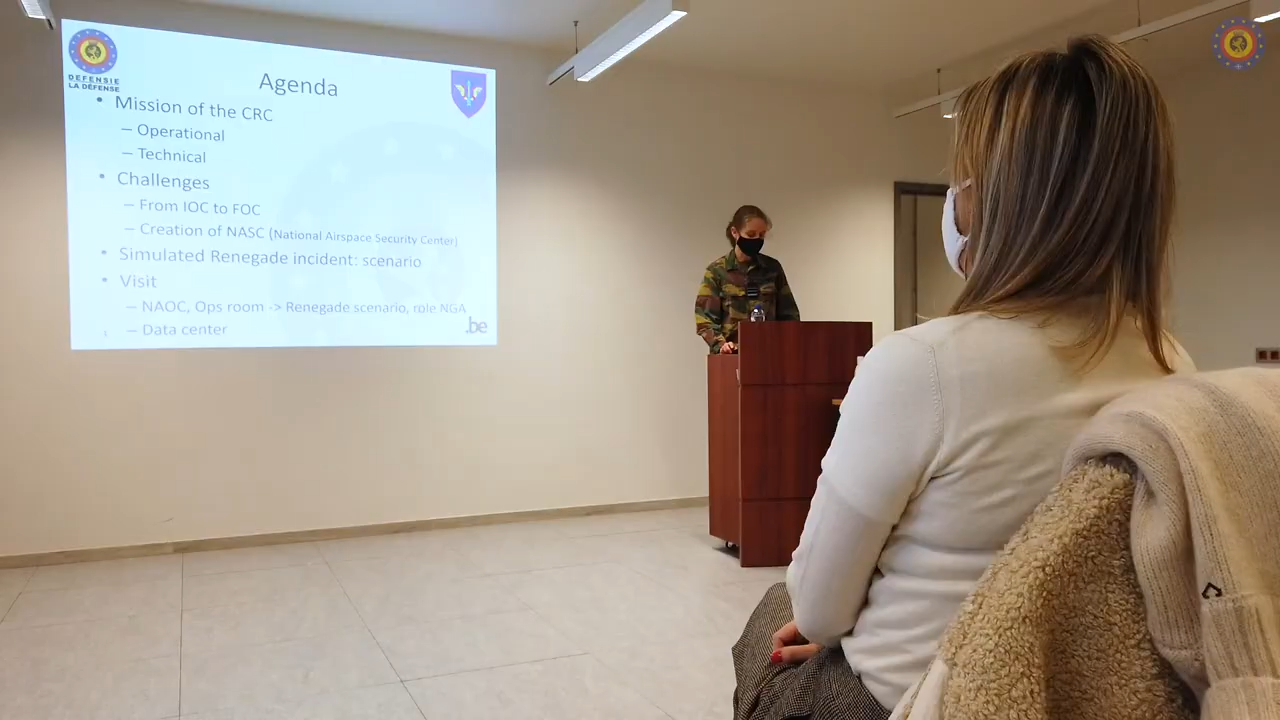 DEFENSIE
LA DÉFENSE
Agenda
• Mission of the CRC
– Operational
– Technical
• Challenges
– From IOC to FOC
– Creation of NASC (National Airspace Security Center)
• Simulated Renegade incident: scenario
• Visit
– NAOC, Ops room -> Renegade scenario, role NGA
– Data center
.be